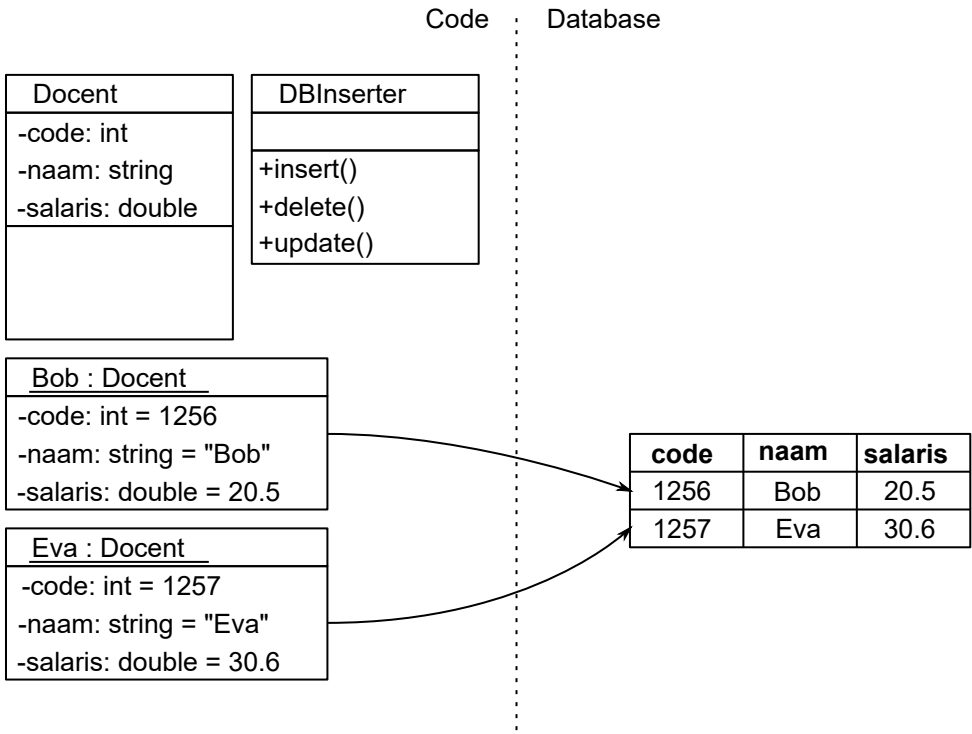 Code
Database
Docent
-code: int
-naam: string
-salaris: double
DBInserter
+insert()
+delete()
+update()
Bob : Docent
-code: int = 1256
-naam: string = "Bob"
-salaris: double = 20.5
Eva : Docent
-code: int = 1257
-naam: string = "Eva"
-salaris: double = 30.6
code naam salaris
1256 Bob 20.5
1257 Eva 30.6